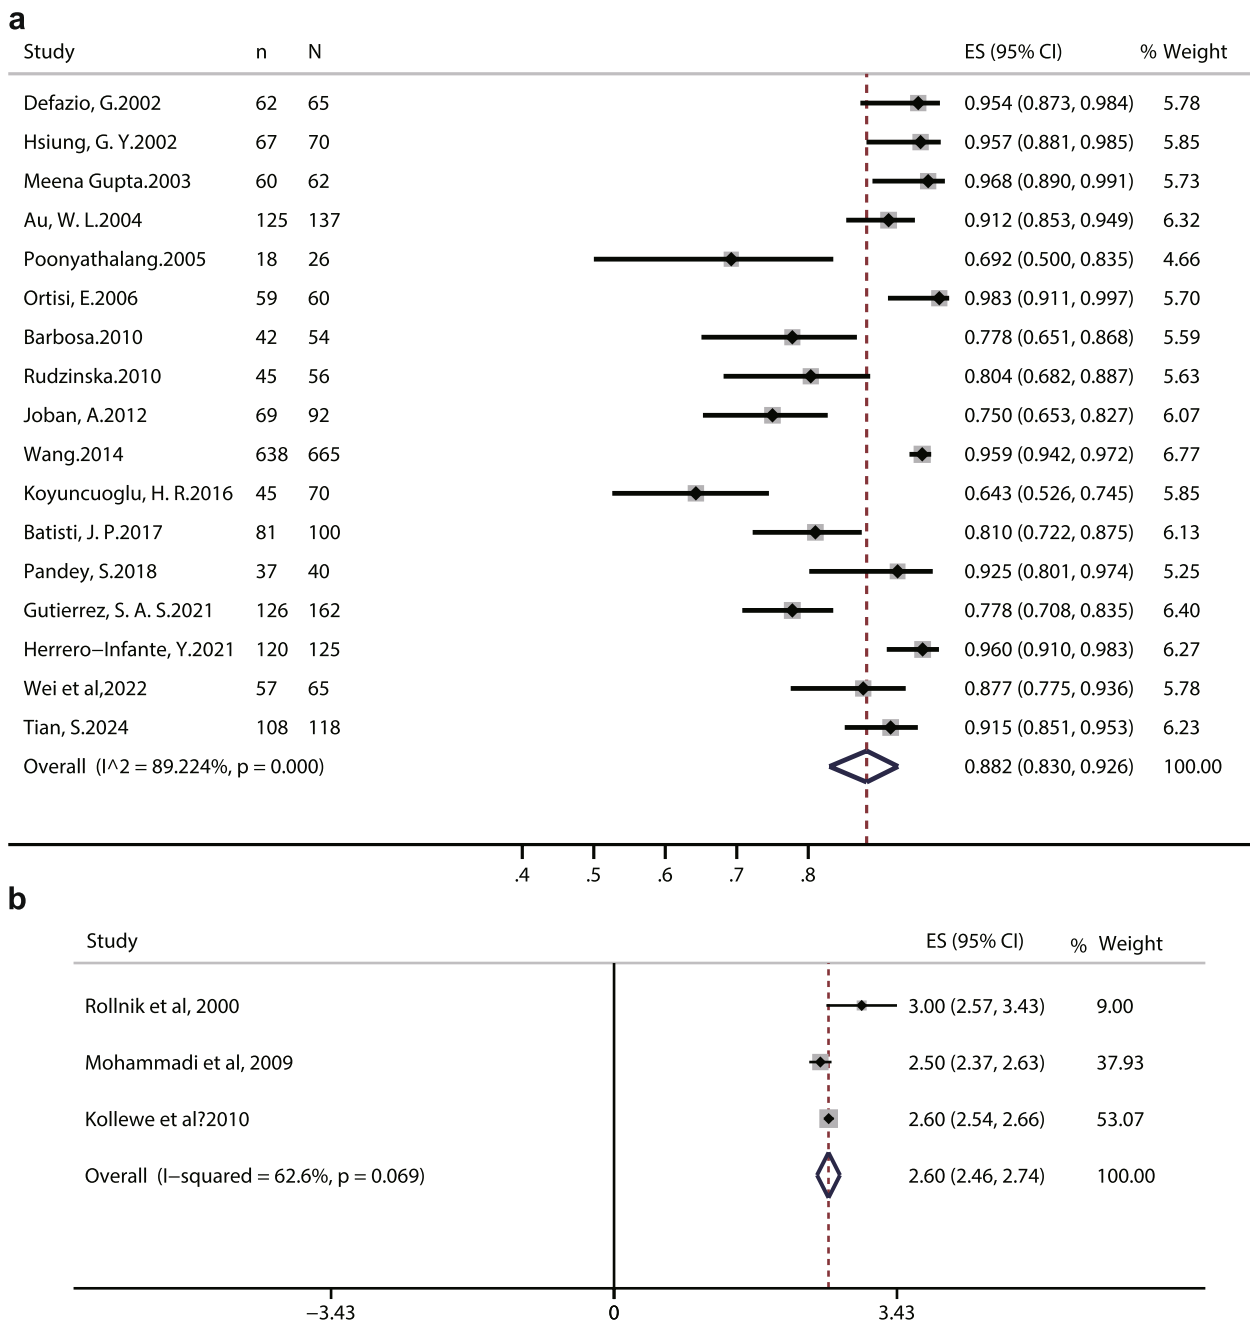 a
Study n N ES (95% CI) % Weight
Defazio, G.2002 62 65 0.954 (0.873, 0.984) 5.78
Hsiung, G. Y.2002 67 70 0.957 (0.881, 0.985) 5.85
Meena Gupta.2003 60 62 0.968 (0.890, 0.991) 5.73
Au, W. L.2004 125 137 0.912 (0.853, 0.949) 6.32
Poonyathalang.2005 18 26 0.692 (0.500, 0.835) 4.66
Ortisi, E.2006 59 60 0.983 (0.911, 0.997) 5.70
Barbosa.2010 42 54 0.778 (0.651, 0.868) 5.59
Rudzinska.2010 45 56 0.804 (0.682, 0.887) 5.63
Joban, A.2012 69 92 0.750 (0.653, 0.827) 6.07
Wang.2014 638 665 0.959 (0.942, 0.972) 6.77
Koyuncuoglu, H. R.2016 45 70 0.643 (0.526, 0.745) 5.85
Batisti, J. P.2017 81 100 0.810 (0.722, 0.875) 6.13
Pandey, S.2018 37 40 0.925 (0.801, 0.974) 5.25
Gutierrez, S. A. S.2021 126 162 0.778 (0.708, 0.835) 6.40
Herrero−Infante, Y.2021 120 125 0.960 (0.910, 0.983) 6.27
Wei et al,2022 57 65 0.877 (0.775, 0.936) 5.78
Tian, S.2024 108 118 0.915 (0.851, 0.953) 6.23
Overall (I^2 = 89.224%, p = 0.000) 0.882 (0.830, 0.926) 100.00
.4 .5 .6 .7 .8
b
Study ES (95% CI) % Weight
Rollnik et al, 2000 3.00 (2.57, 3.43) 9.00
Mohammadi et al, 2009 2.50 (2.37, 2.63) 37.93
Kollewe et al?2010 2.60 (2.54, 2.66) 53.07
Overall (I−squared = 62.6%, p = 0.069) 2.60 (2.46, 2.74) 100.00
−3.43 0 3.43